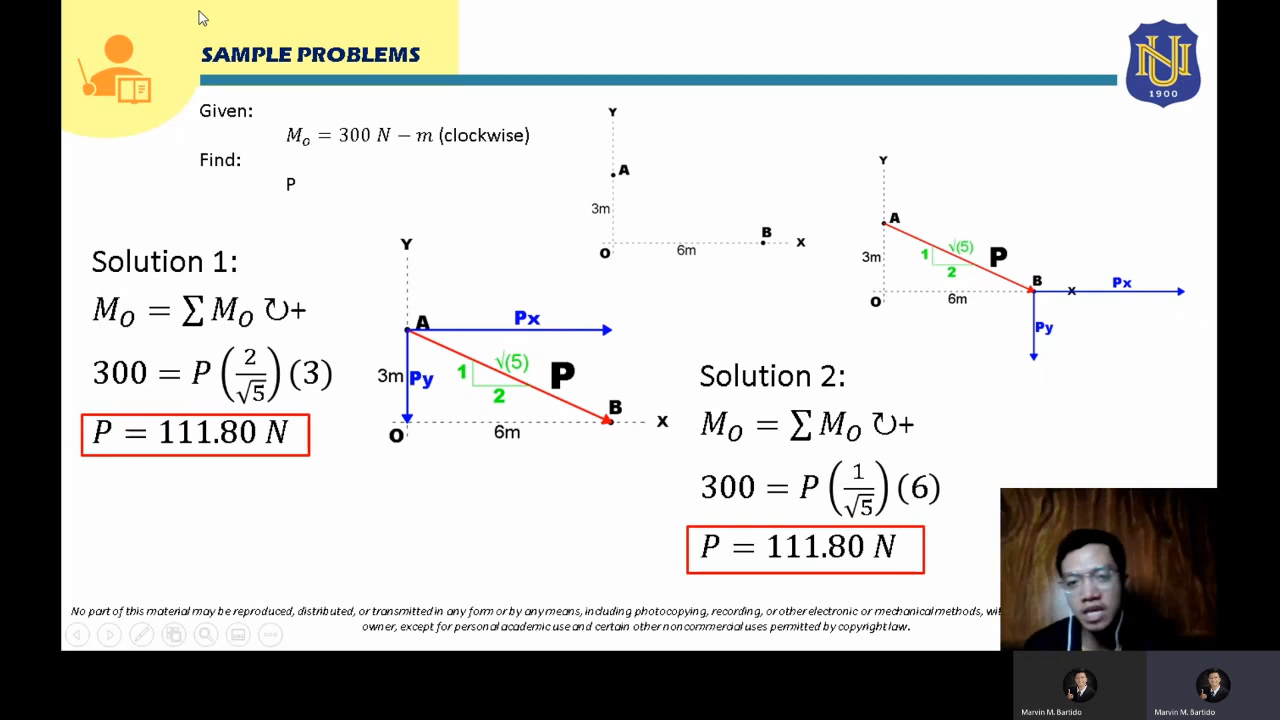 SAMPLE PROBLEMS
NU
1900
Given:
M_o = 300 N − m (clockwise)
Find:
P
Y
A
3m
O
6m
B
X
Y
A
3m
O
1
√(5)
2
P
6m
B
X
Px
Py
Solution 1:
M_O = ∑ M_O ↻+
300 = P (2/√5) (3)
P = 111.80 N
Y
A
Px
3m
Py
1
√(5)
2
P
B
O
6m
X
Solution 2:
M_O = ∑ M_O ↻+
300 = P (1/√5) (6)
P = 111.80 N
No part of this material may be reproduced, distributed, or transmitted in any form or by any means, including photocopying, recording, or other electronic or mechanical methods,
owner, except for personal academic use and certain other noncommercial uses permitted by copyright law.
Marvin M. Bartido
Marvin M. Bartido